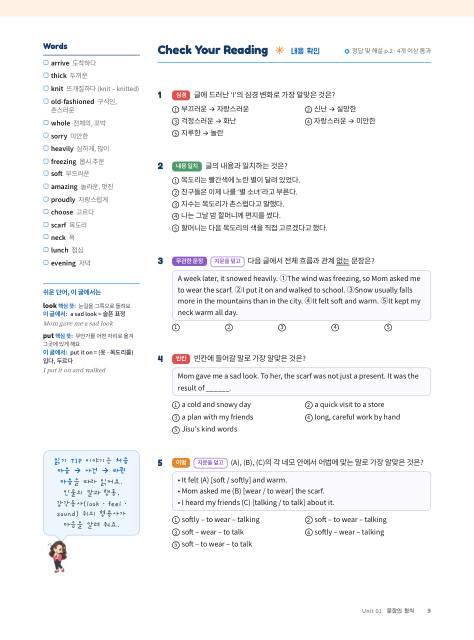 Words
arrive 도착하다
thick 두꺼운
knit 뜨개질하다 (knit – knitted)
old-fashioned 구식인,
촌스러운
whole 전체의, 꼬박
sorry 미안한
heavily 심하게, 많이
freezing 몹시 추운
soft 부드러운
amazing 놀라운, 멋진
proudly 자랑스럽게
choose 고르다
scarf 목도리
neck 목
lunch 점심
evening 저녁
쉬운 단어, 이 글에서는
look 핵심 뜻: 눈길을 그쪽으로 돌려요
이 글에서: a sad look = 슬픈 표정
Mom gave me a sad look
put 핵심 뜻: 무언가를 어떤 자리로 옮겨
그곳에 있게 해요
이 글에서: put it on = (옷·목도리를)
입다, 두르다
I put it on and walked
읽기 TIP 이야기는 처음
마음 → 사건 → 바뀐
마음을 따라 읽어요.
인물의 말과 행동,
감각동사(look · feel ·
sound) 뒤의 형용사가
마음을 알려 줘요.
Check Your Reading 내용 확인
정답 및 해설 p.2 · 4개 이상 통과
1 심경 글에 드러난 'I'의 심경 변화로 가장 알맞은 것은?
① 부끄러운 → 자랑스러운 ② 신난 → 실망한
③ 걱정스러운 → 화난 ④ 자랑스러운 → 미안한
⑤ 지루한 → 놀란
2 내용 일치 글의 내용과 일치하는 것은?
① 목도리는 빨간색에 노란 별이 달려 있었다.
② 친구들은 이제 나를 '별 소녀'라고 부른다.
③ 지수는 목도리가 촌스럽다고 말했다.
④ 나는 그날 밤 할머니께 편지를 썼다.
⑤ 할머니는 다음 목도리의 색을 직접 고르겠다고 했다.
3 무관한 문장 지문을 덮고 다음 글에서 전체 흐름과 관계 없는 문장은?
A week later, it snowed heavily. ①The wind was freezing, so Mom asked me
to wear the scarf. ②I put it on and walked to school. ③Snow usually falls
more in the mountains than in the city. ④It felt soft and warm. ⑤It kept my
neck warm all day.
① ② ③ ④ ⑤
4 빈칸 빈칸에 들어갈 말로 가장 알맞은 것은?
Mom gave me a sad look. To her, the scarf was not just a present. It was the
result of ______.
① a cold and snowy day ② a quick visit to a store
③ a plan with my friends ④ long, careful work by hand
⑤ Jisu's kind words
5 어법 지문을 덮고 (A), (B), (C)의 각 네모 안에서 어법에 맞는 말로 가장 알맞은 것은?
• It felt (A) [soft / softly] and warm.
• Mom asked me (B) [wear / to wear] the scarf.
• I heard my friends (C) [talking / to talk] about it.
① softly – to wear – talking ② soft – to wear – talking
③ soft – wear – to talk ④ softly – wear – talking
⑤ soft – to wear – to talk
Unit 01 문장의 형식 9